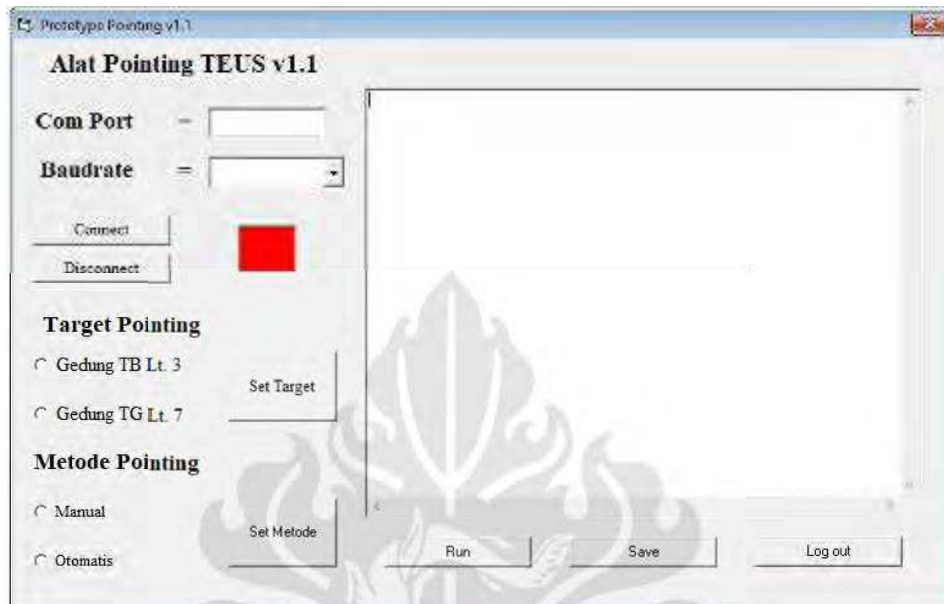 Prototype Pointing v1.1
Alat Pointing TEUS v1.1
Com Port =
Baudrate =
Connect
Disconnect
Target Pointing
Gedung TB Lt. 3
Gedung TG Lt. 7
Set Target
Metode Pointing
Manual
Otomatis
Set Metode
Run
Save
Log out